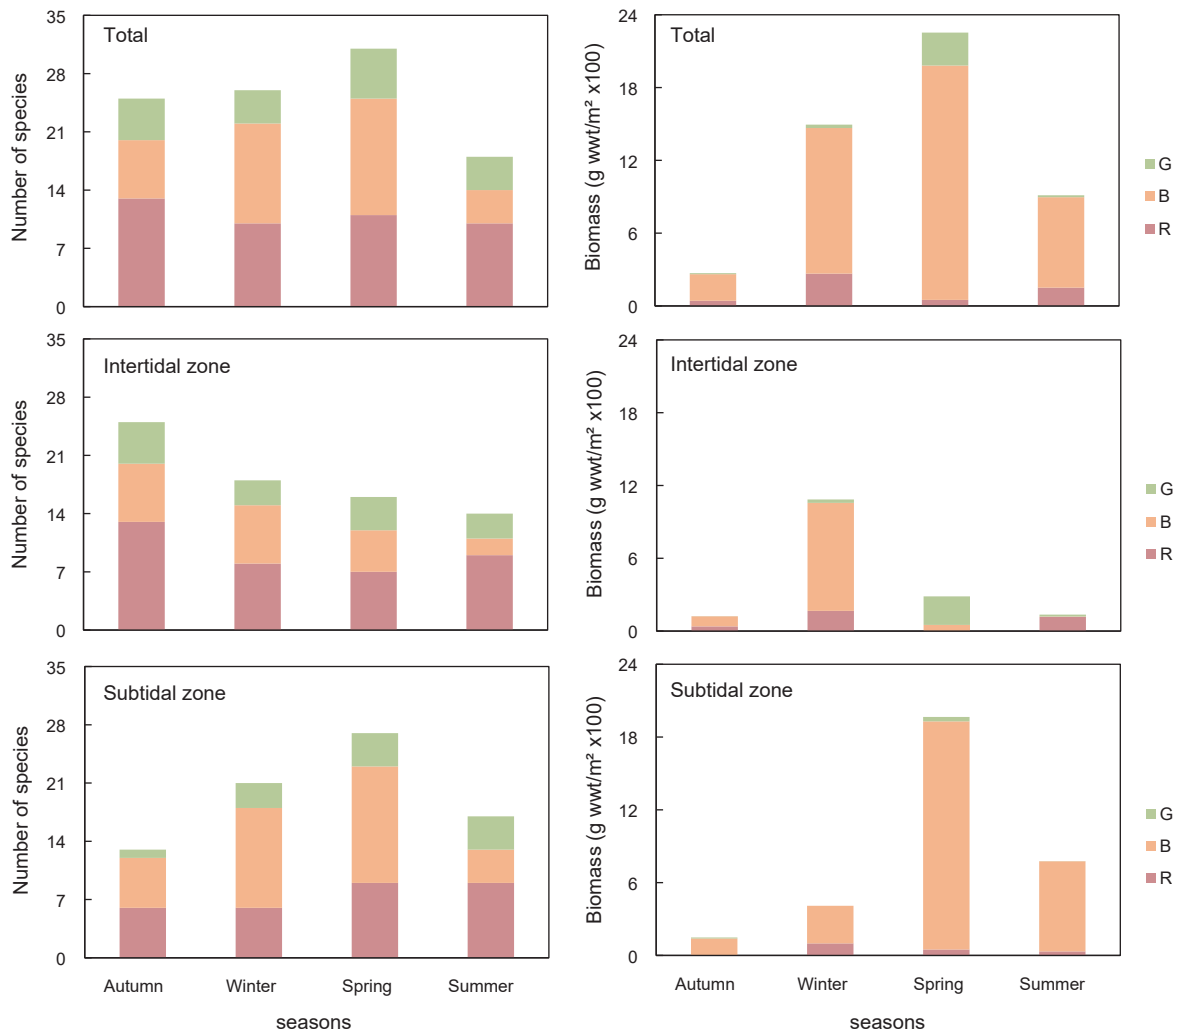 Total
Number of species
35
28
21
14
7
0
Total
Biomass (g wwt/m² x100)
24
18
12
6
0
G
B
R
Intertidal zone
Number of species
35
28
21
14
7
0
Intertidal zone
Biomass (g wwt/m² x100)
24
18
12
6
0
G
B
R
Subtidal zone
Number of species
35
28
21
14
7
0
Autumn Winter Spring Summer
seasons
Subtidal zone
Biomass (g wwt/m² x100)
24
18
12
6
0
G
B
R
Autumn Winter Spring Summer
seasons